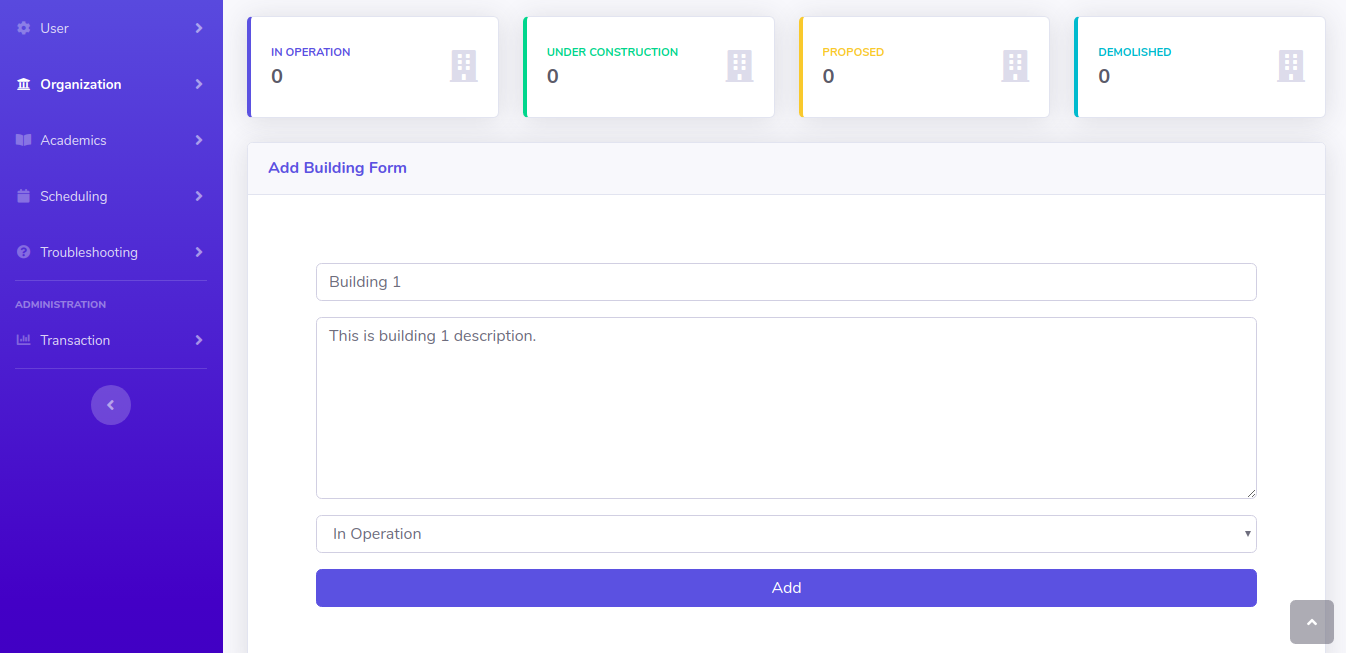 User
Organization
Academics
Scheduling
Troubleshooting
ADMINISTRATION
Transaction
IN OPERATION
0
UNDER CONSTRUCTION
0
PROPOSED
0
DEMOLISHED
0
Add Building Form
Building 1
This is building 1 description.
In Operation
Add